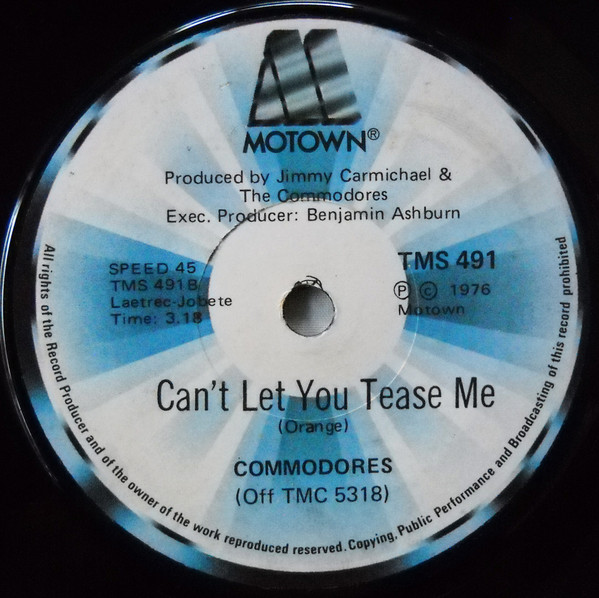 MOTOWN®
Produced by Jimmy Carmichael &
The Commodores
Exec. Producer: Benjamin Ashburn
SPEED 45
TMS 491B
Laetrec-Jobete
Time: 3.18
TMS 491
Ⓟ © 1976
Motown
Can't Let You Tease Me
(Orange)
COMMODORES
(Off TMC 5318)
All rights of the Record Producer and of the owner of the work reproduced reserved. Copying, Public Performance and Broadcasting of this record prohibited